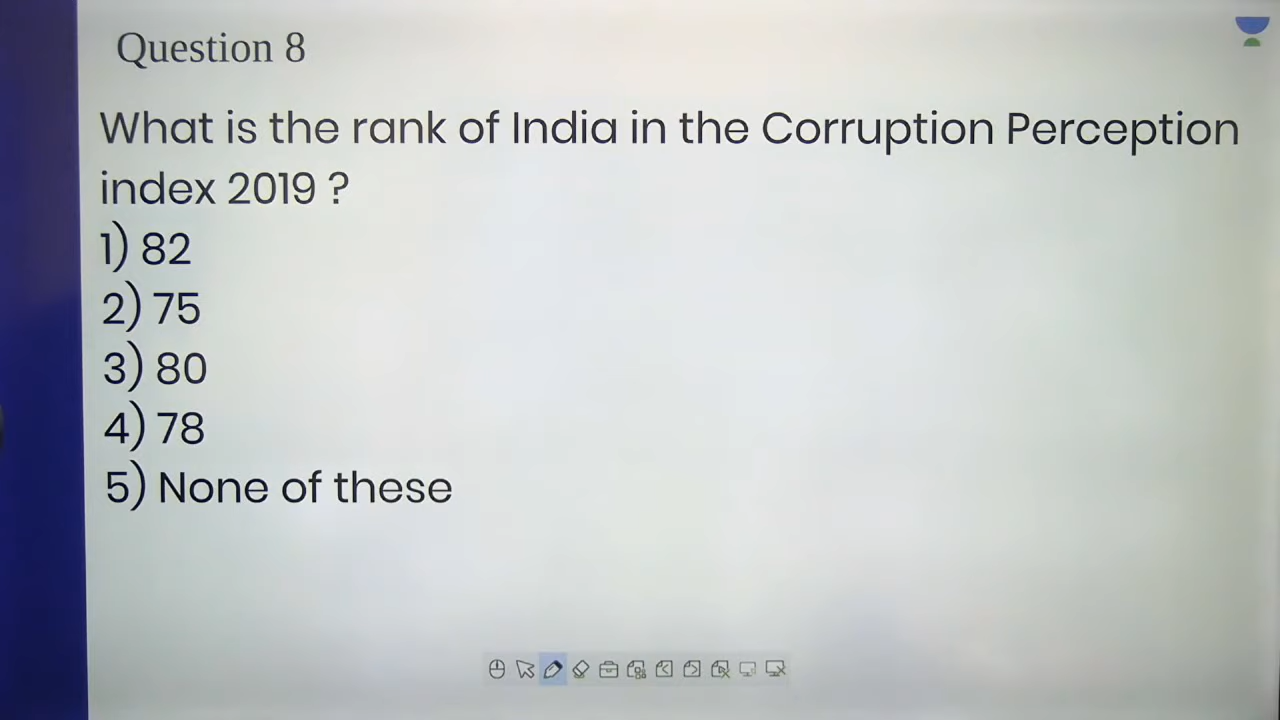 Question 8
What is the rank of India in the Corruption Perception
index 2019 ?
1) 82
2) 75
3) 80
4) 78
5) None of these